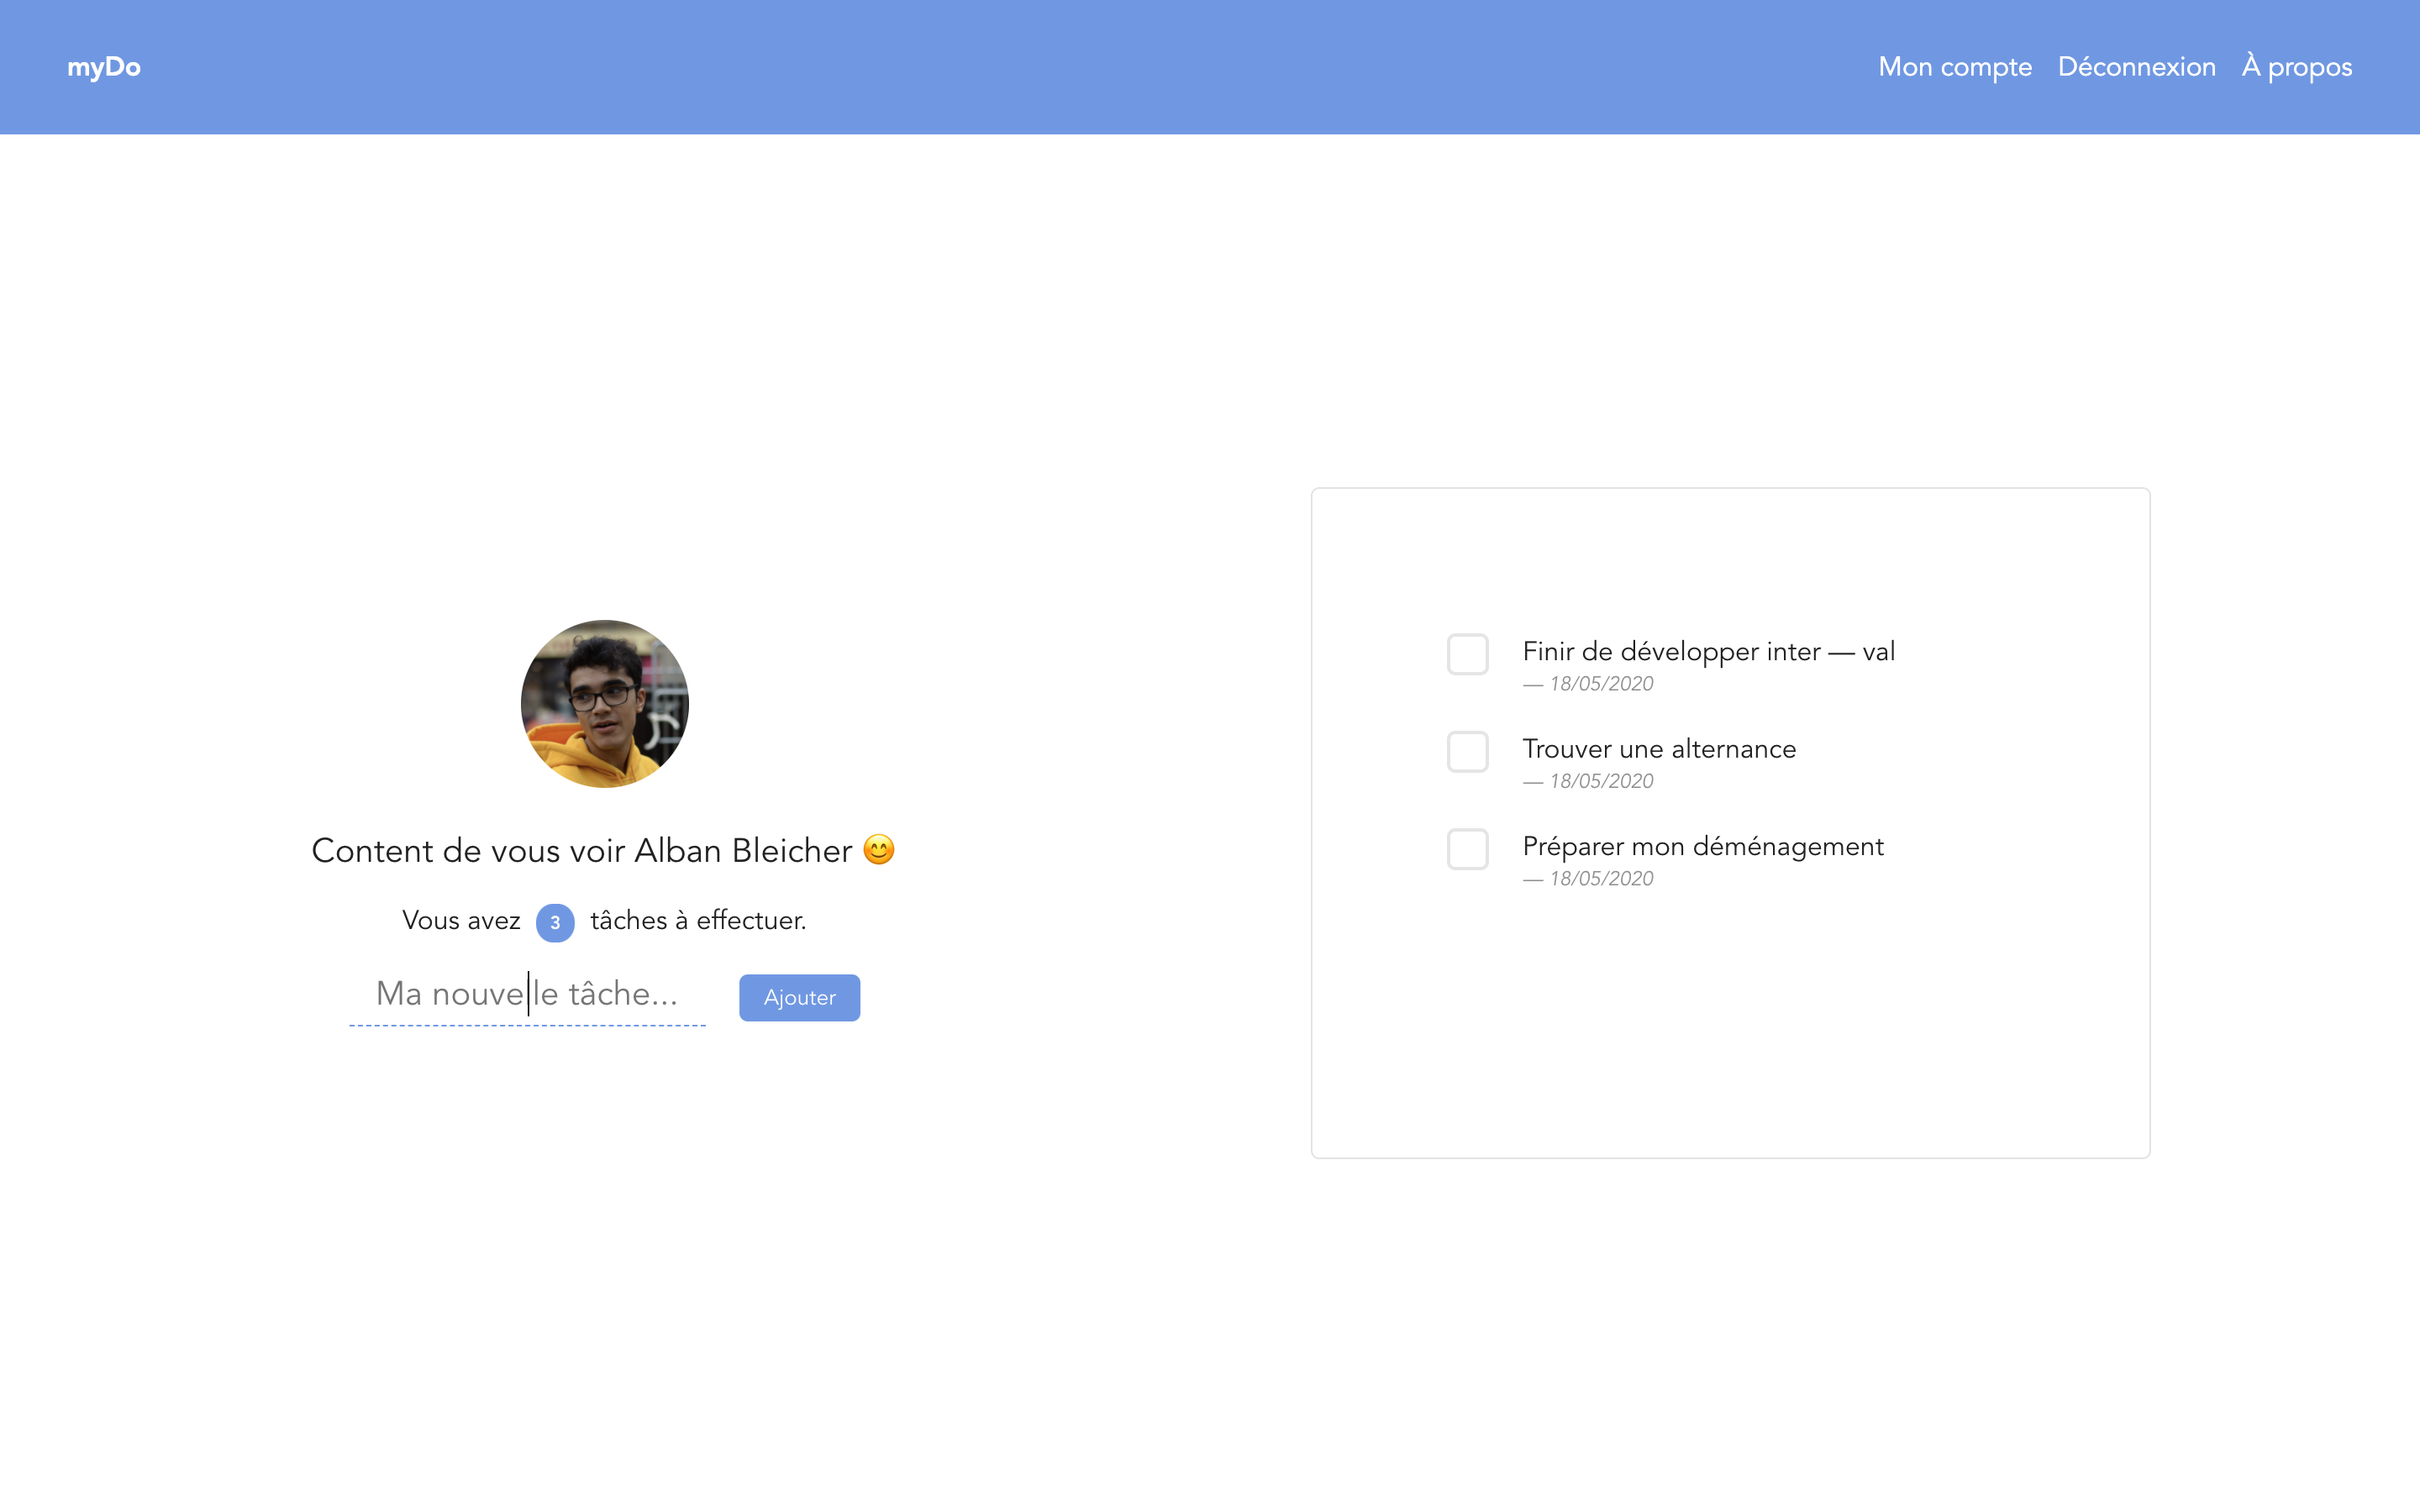 myDo
Mon compte Déconnexion À propos
Content de vous voir Alban Bleicher 😊
Vous avez 3 tâches à effectuer.
Ma nouvelle tâche...
Ajouter
Finir de développer inter — val
— 18/05/2020
Trouver une alternance
— 18/05/2020
Préparer mon déménagement
— 18/05/2020